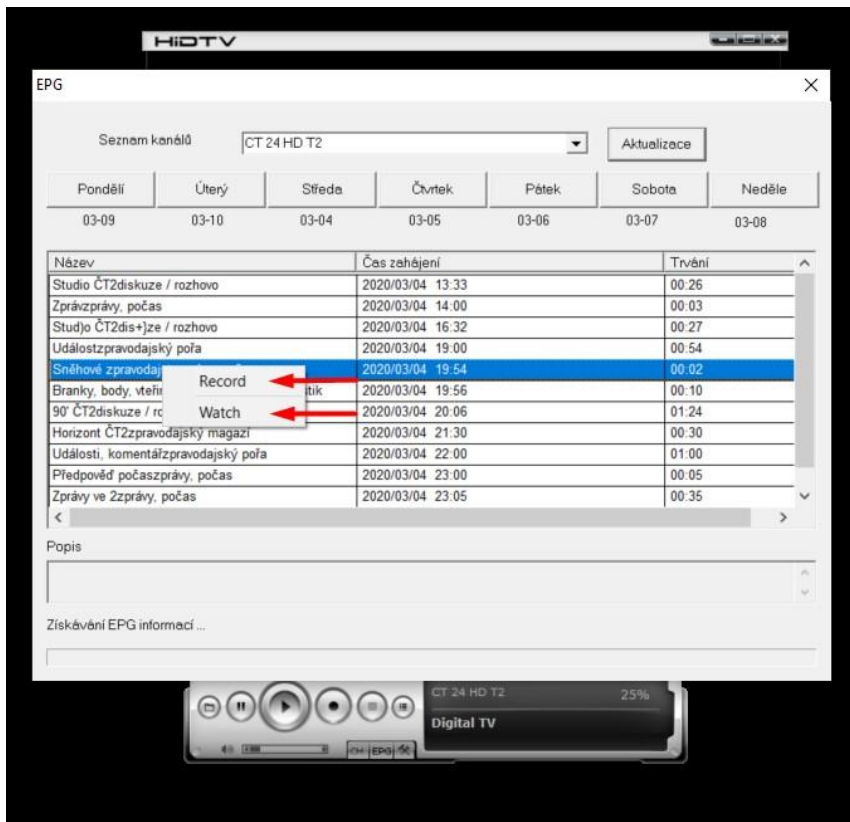 HiDTV
EPG
Seznam kanálů CT 24 HD T2 Aktualizace
Pondělí Úterý Středa Čtvrtek Pátek Sobota Neděle
03-09 03-10 03-04 03-05 03-06 03-07 03-08
Název Čas zahájení Trvání
Studio ČT2diskuze / rozhovo 2020/03/04 13:33 00:26
Zprávzprávy, počas 2020/03/04 14:00 00:03
Stud)o ČT2dis+}ze / rozhovo 2020/03/04 16:32 00:27
Událostzpravodajský pořa 2020/03/04 19:00 00:54
Sněhové zpravodaj 2020/03/04 19:54 00:02
Record
Branky, body, vteři tik 2020/03/04 19:56 00:10
90' ČT2diskuze / ro 2020/03/04 20:06 01:24
Watch
Horizont ČT2zpravodajský magazí 2020/03/04 21:30 00:30
Události, komentářzpravodajský pořa 2020/03/04 22:00 01:00
Předpověď počaszprávy, počas 2020/03/04 23:00 00:05
Zprávy ve 2zprávy, počas 2020/03/04 23:05 00:35
Popis
Získávání EPG informací ...
CT 24 HD T2 25%
Digital TV
CH EPG